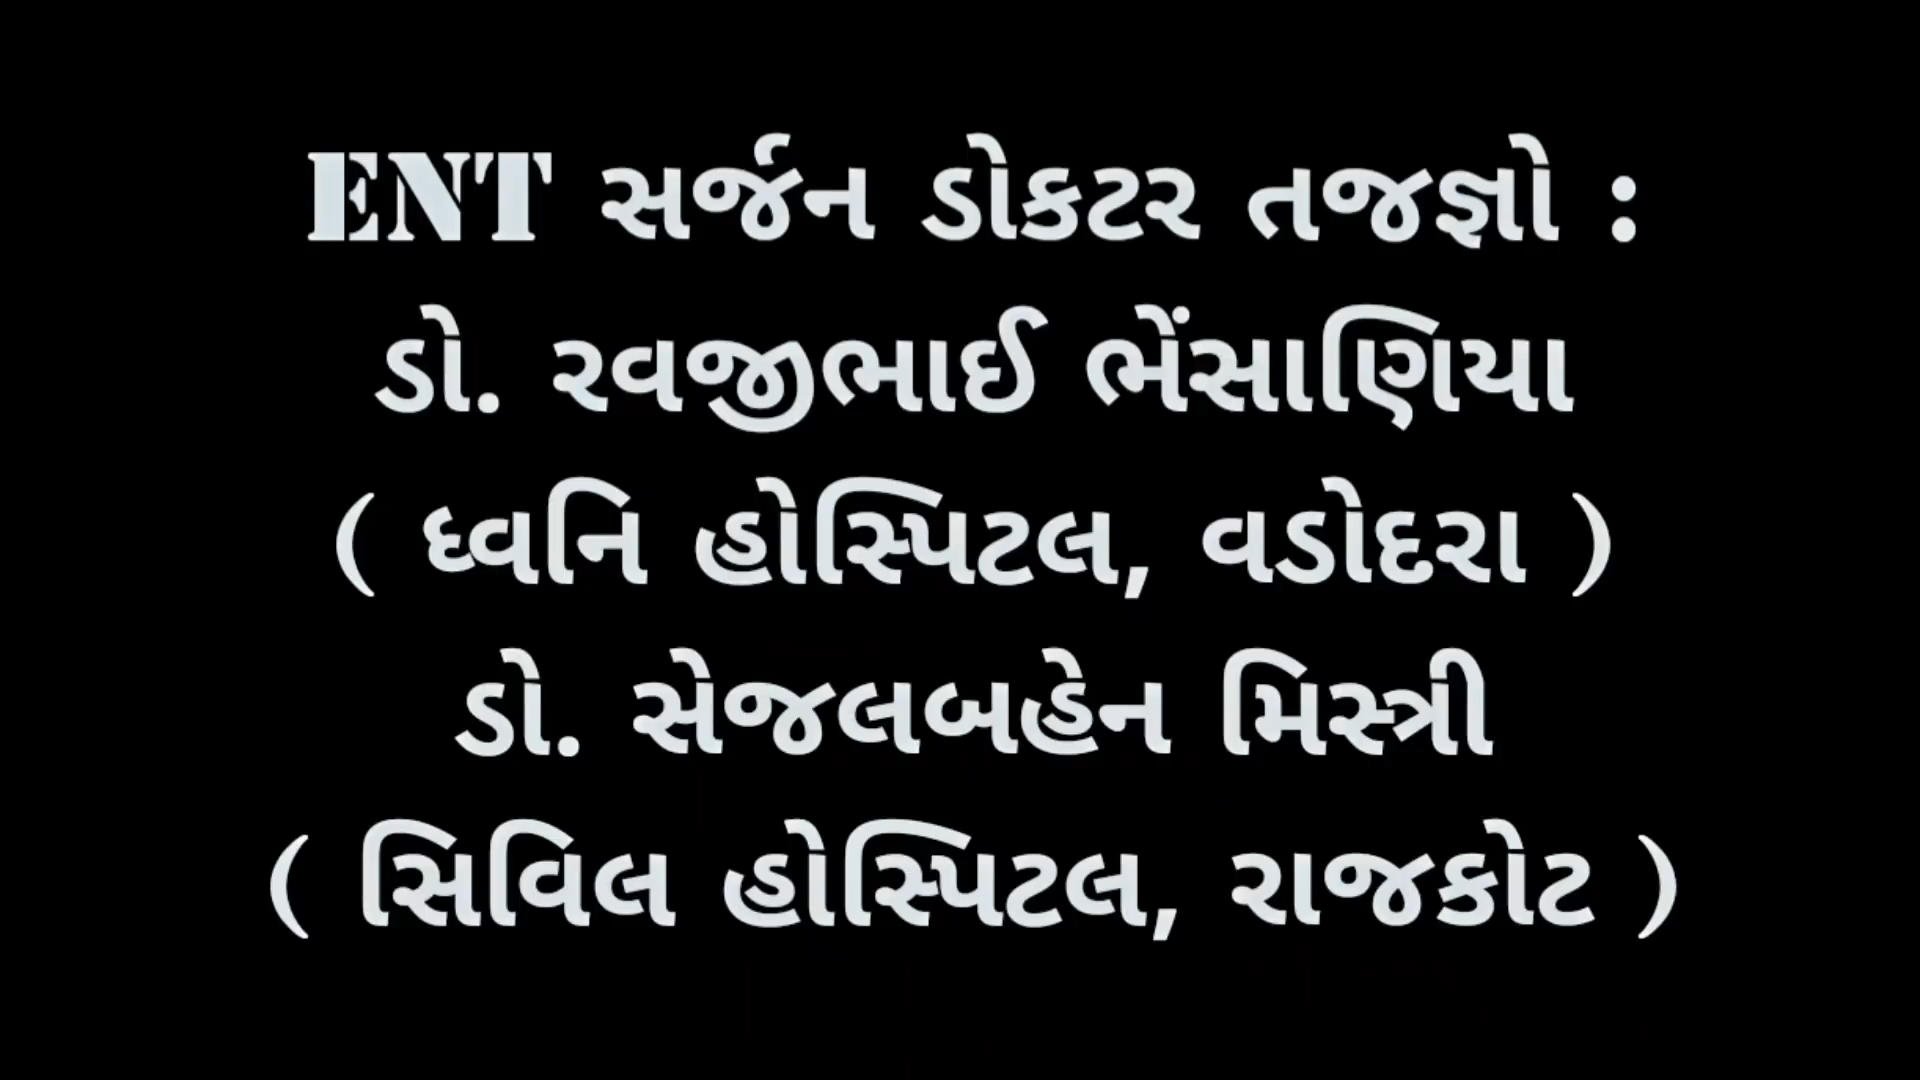 ENT સર્જન ડોકટર તજજ્ઞો :
ડો. રવજીભાઈ ભેંસાણિયા
( ધ્વનિ હોસ્પિટલ, વડોદરા )
ડો. સેજલબહેન મિસ્ત્રી
( સિવિલ હોસ્પિટલ, રાજકોટ )